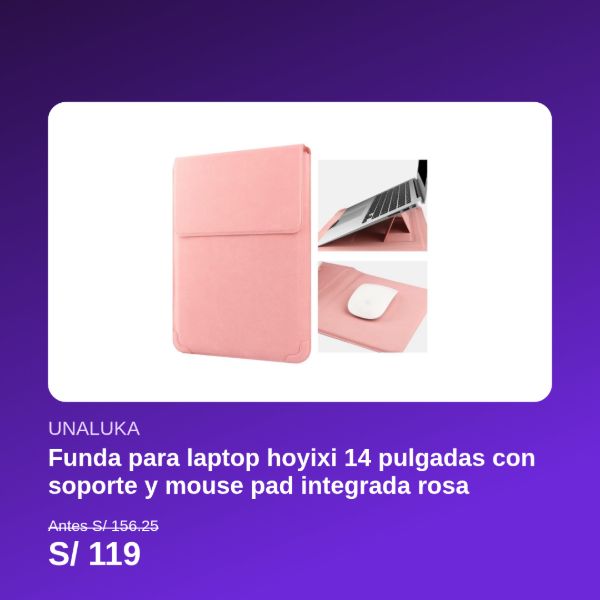 UNALUKA
Funda para laptop hoyixi 14 pulgadas con
soporte y mouse pad integrada rosa
Antes S/ 156.25
S/ 119